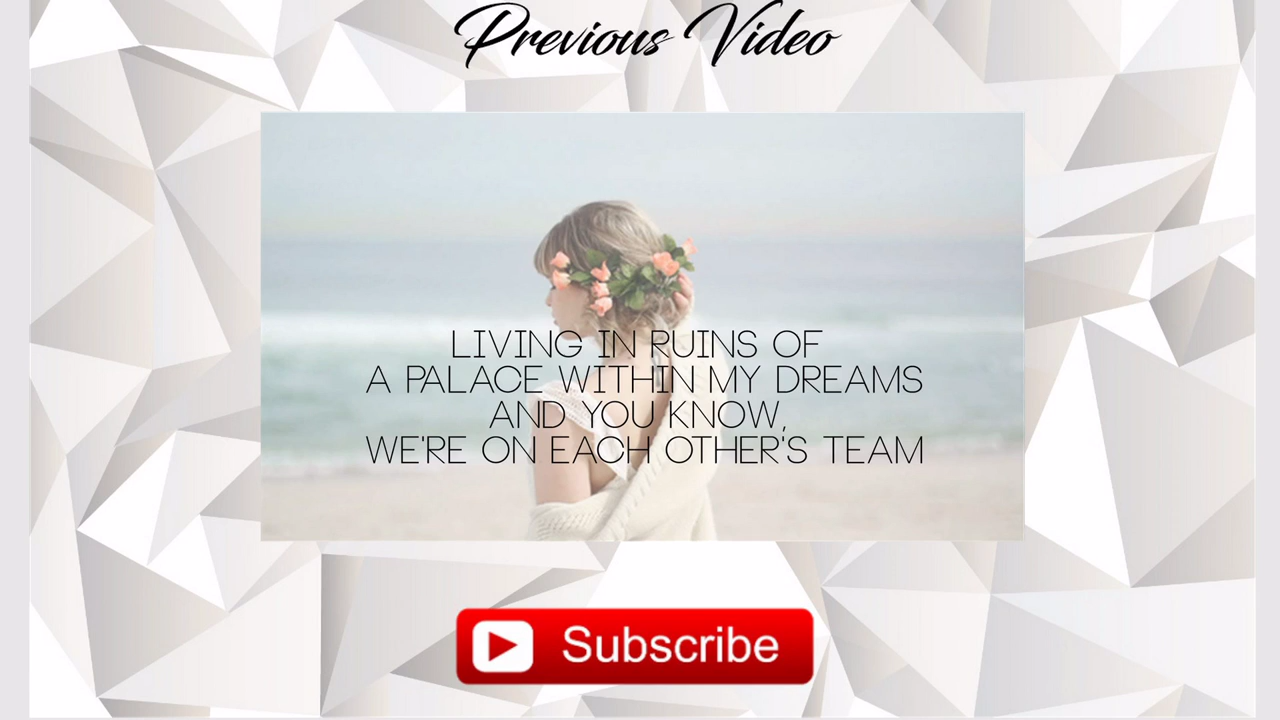 Previous Video
LIVING IN RUINS OF
A PALACE WITHIN MY DREAMS
AND YOU KNOW,
WE'RE ON EACH OTHER'S TEAM
Subscribe